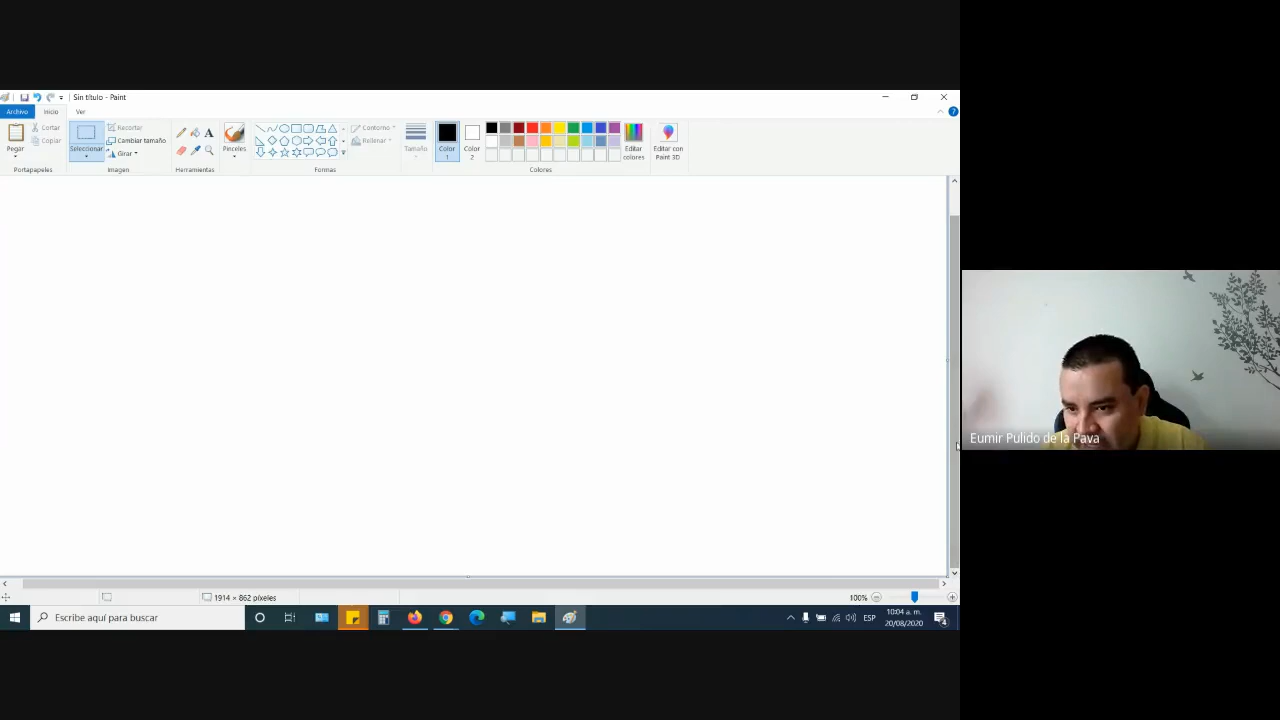 Sin título - Paint
Archivo Inicio Ver
Pegar
Cortar
Copiar
Portapapeles
Seleccionar
Recortar
Cambiar tamaño
Girar
Imagen
A
Herramientas
Pinceles
Contorno
Rellenar
Formas
Tamaño
Color
1
Color
2
Editar
colores
Colores
Editar con
Paint 3D
Eumir Pulido de la Pava
1914 × 862 píxeles
100%
Escribe aquí para buscar
ESP
10:04 a. m.
20/08/2020
4